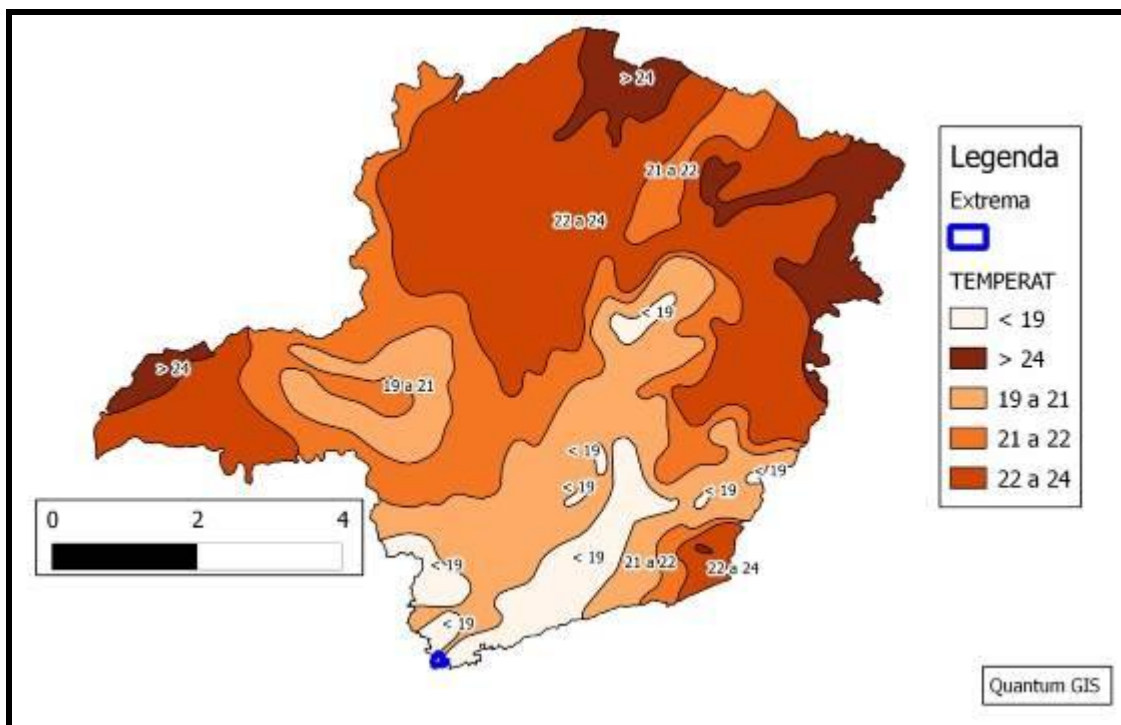 > 24
21 a 22
22 a 24
< 19
> 24
19 a 21
< 19
< 19
< 19
< 19
< 19
< 19
21 a 22
22 a 24
< 19
Legenda
Extrema
TEMPERAT
< 19
> 24
19 a 21
21 a 22
22 a 24
0 2 4
Quantum GIS